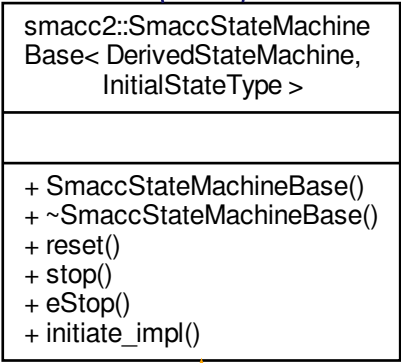 smacc2::SmaccStateMachine
Base< DerivedStateMachine,
InitialStateType >
+ SmaccStateMachineBase()
+ ~SmaccStateMachineBase()
+ reset()
+ stop()
+ eStop()
+ initiate_impl()